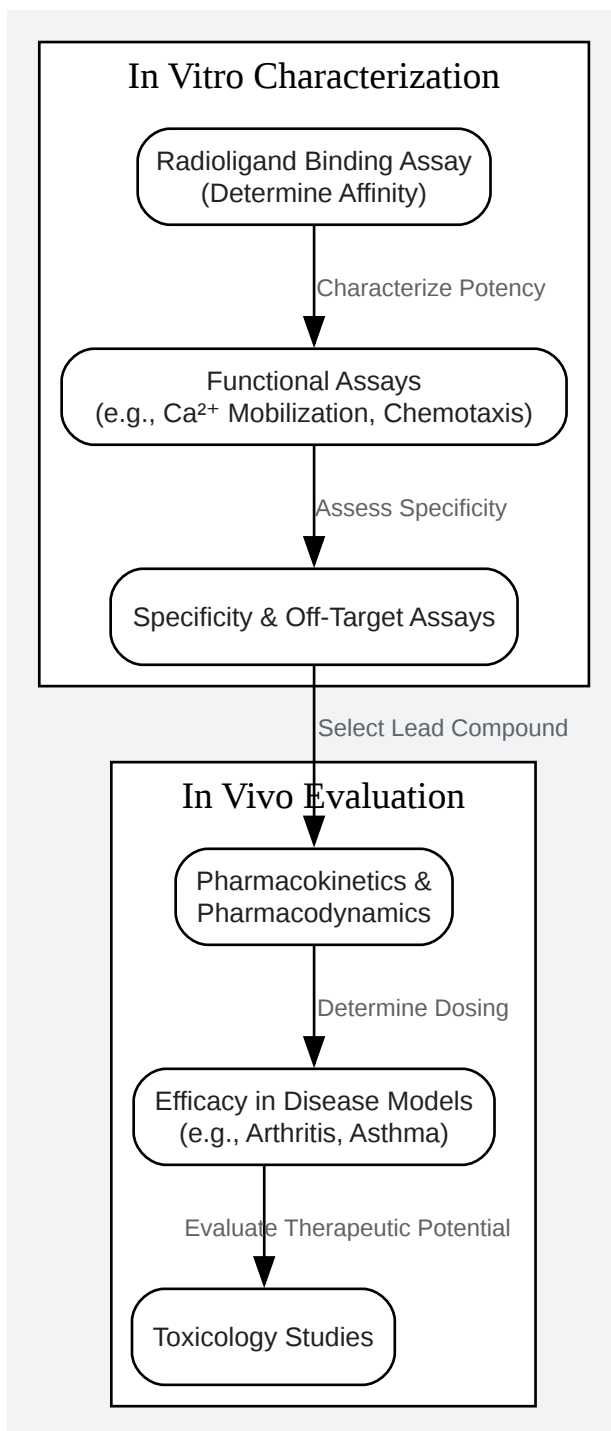 In Vitro Characterization
Radioligand Binding Assay
(Determine Affinity)
Characterize Potency
Functional Assays
(e.g., Ca²⁺ Mobilization, Chemotaxis)
Assess Specificity
Specificity & Off-Target Assays
Select Lead Compound
In Vivo Evaluation
Pharmacokinetics &
Pharmacodynamics
Determine Dosing
Efficacy in Disease Models
(e.g., Arthritis, Asthma)
Evaluate Therapeutic Potential
Toxicology Studies